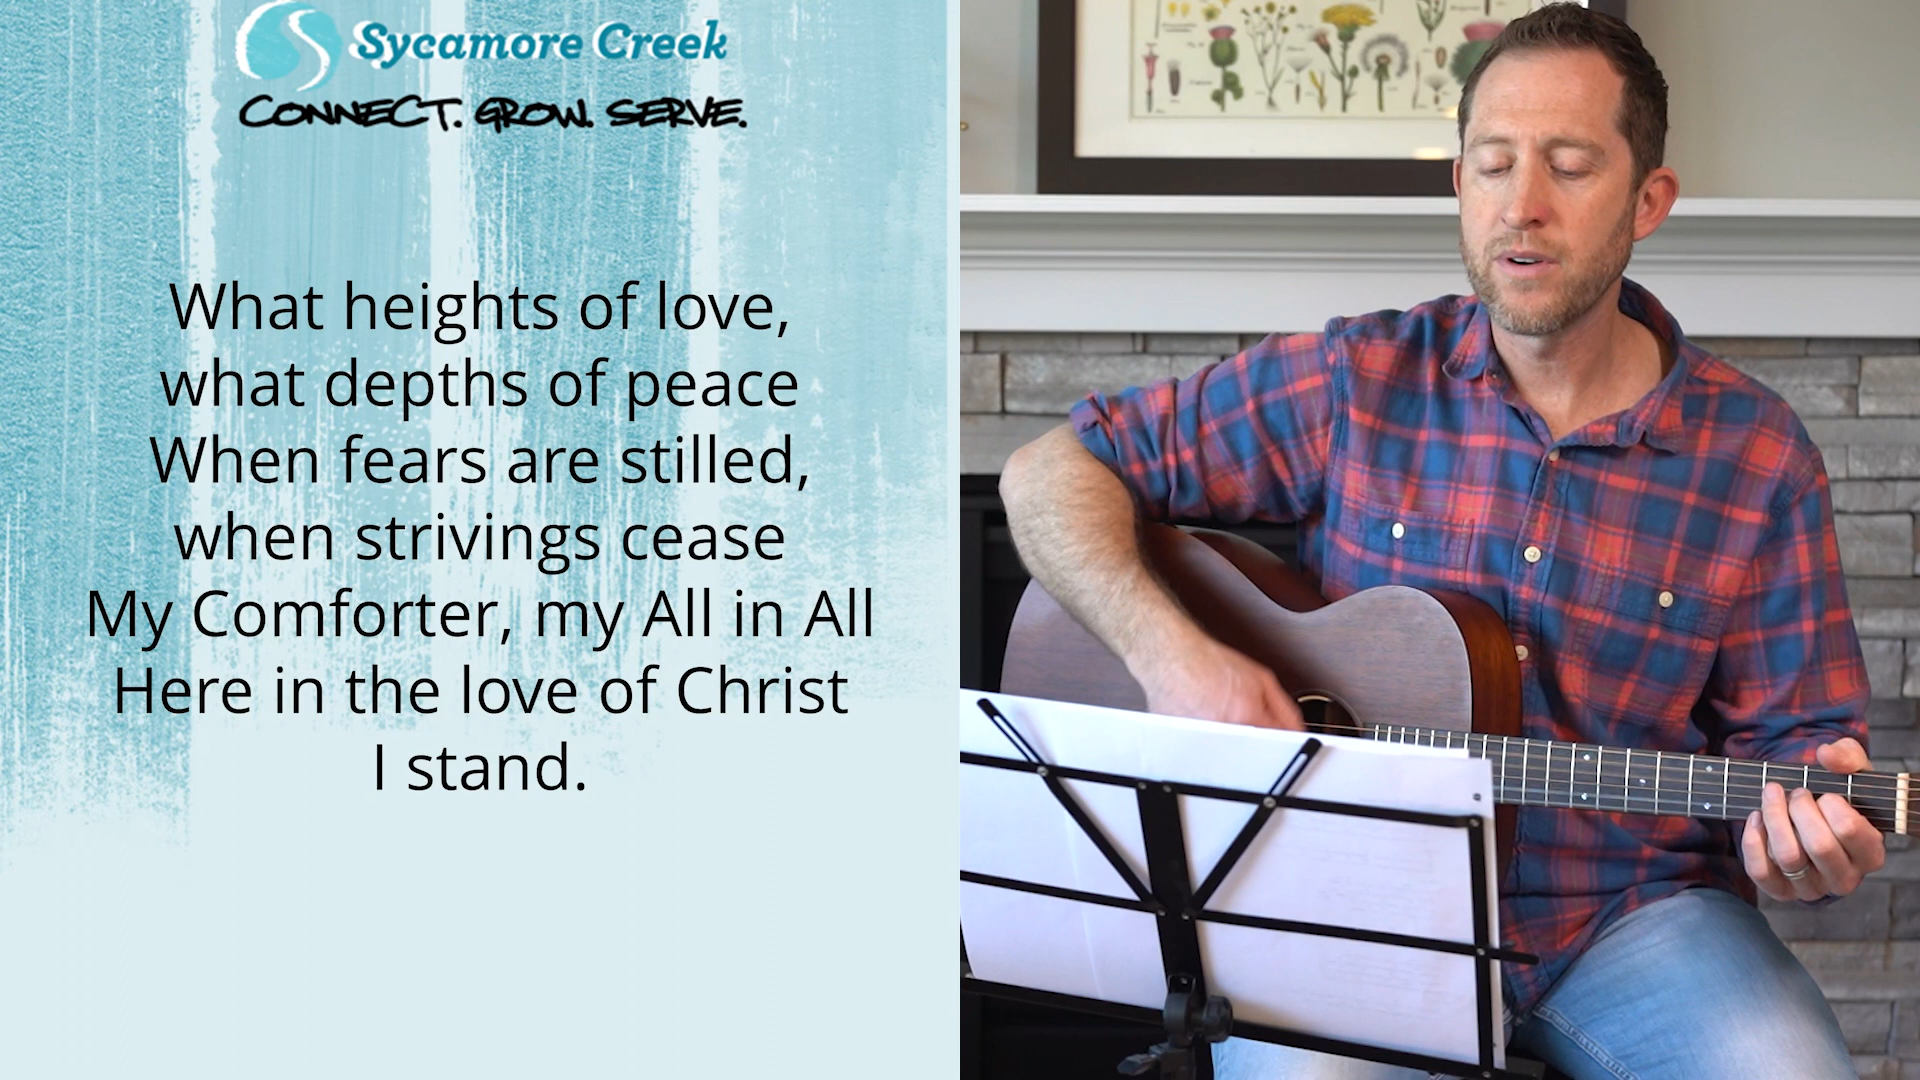 Sycamore Creek
CONNECT. GROW. SERVE.
What heights of love,
what depths of peace
When fears are stilled,
when strivings cease
My Comforter, my All in All
Here in the love of Christ
I stand.